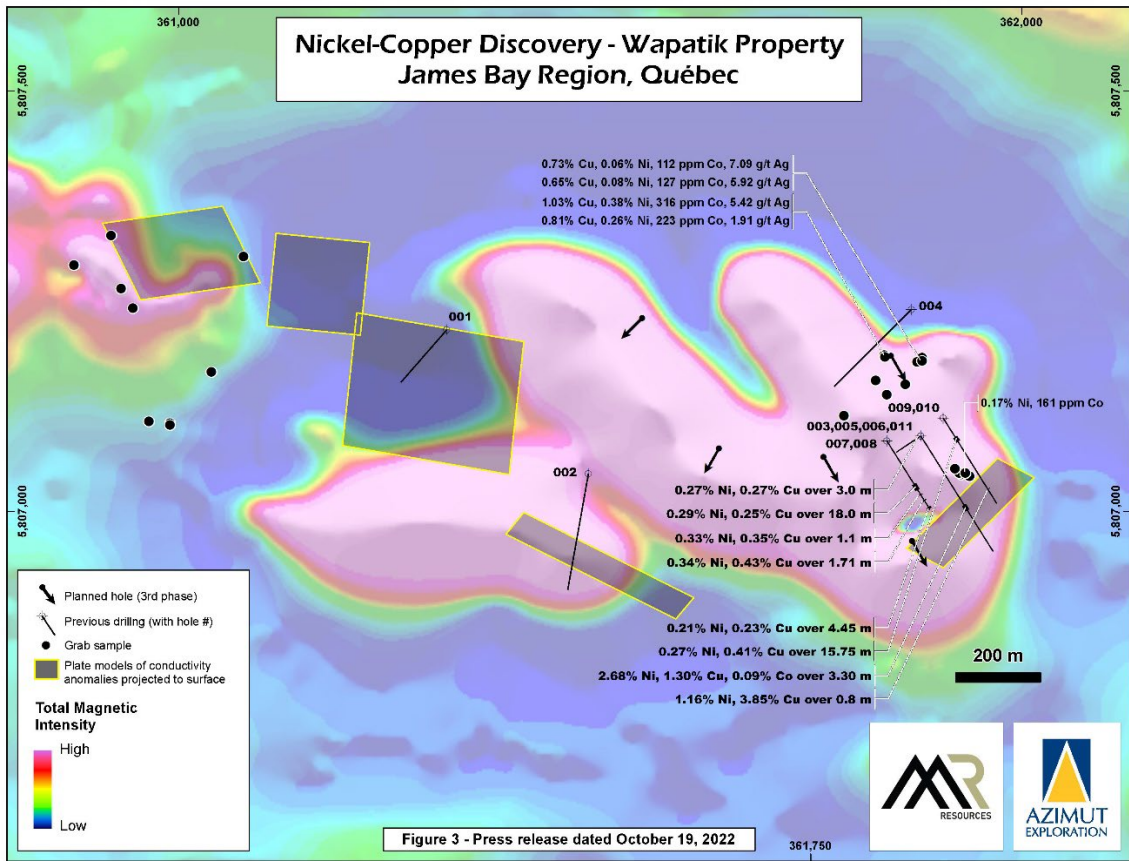 361,000
362,000
Nickel-Copper Discovery - Wapatik Property
James Bay Region, Québec
5,807,500
5,807,500
0.73% Cu, 0.06% Ni, 112 ppm Co, 7.09 g/t Ag
0.65% Cu, 0.08% Ni, 127 ppm Co, 5.92 g/t Ag
1.03% Cu, 0.38% Ni, 316 ppm Co, 5.42 g/t Ag
0.81% Cu, 0.26% Ni, 223 ppm Co, 1.91 g/t Ag
001
004
009,010
0.17% Ni, 161 ppm Co
003,005,006,011
007,008
002
5,807,000
5,807,000
0.27% Ni, 0.27% Cu over 3.0 m
0.29% Ni, 0.25% Cu over 18.0 m
0.33% Ni, 0.35% Cu over 1.1 m
0.34% Ni, 0.43% Cu over 1.71 m
0.21% Ni, 0.23% Cu over 4.45 m
0.27% Ni, 0.41% Cu over 15.75 m
2.68% Ni, 1.30% Cu, 0.09% Co over 3.30 m
1.16% Ni, 3.85% Cu over 0.8 m
200 m
Planned hole (3rd phase)
Previous drilling (with hole #)
Grab sample
Plate models of conductivity
anomalies projected to surface
Total Magnetic
Intensity
High
Low
RESOURCES
AZIMUT
EXPLORATION
Figure 3 - Press release dated October 19, 2022
361,750